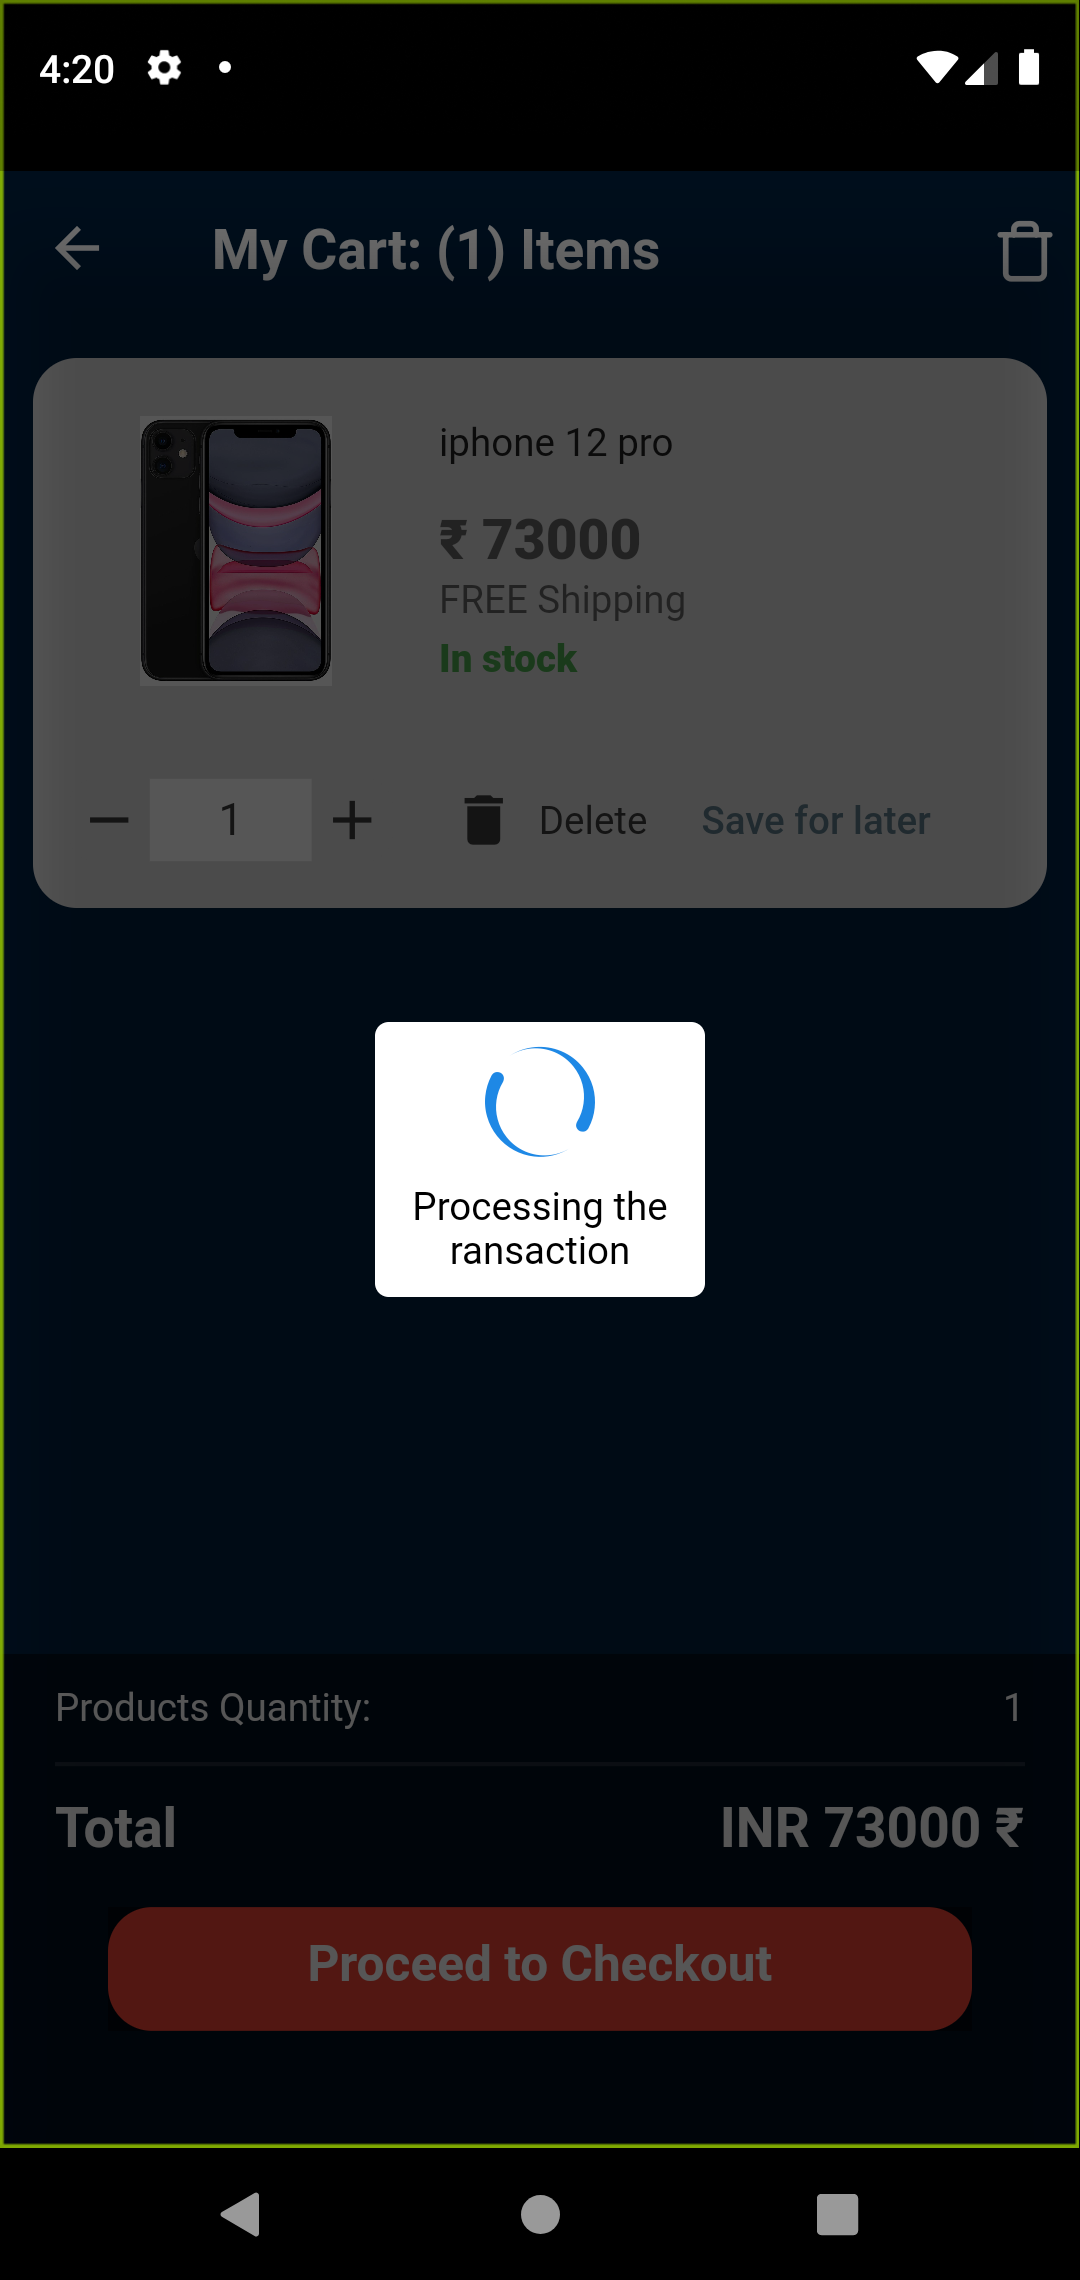 4:20
My Cart: (1) Items
iphone 12 pro
₹ 73000
FREE Shipping
In stock
1
Delete
Save for later
Processing the
ransaction
Products Quantity: 1
Total INR 73000 ₹
Proceed to Checkout